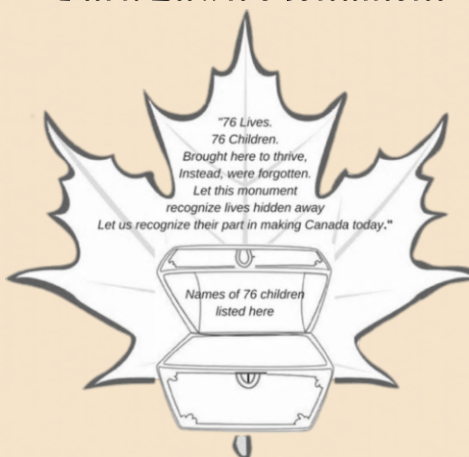 "76 Lives.
76 Children.
Brought here to thrive,
Instead, were forgotten.
Let this monument
recognize lives hidden away
Let us recognize their part in making Canada today."
Names of 76 children
listed here